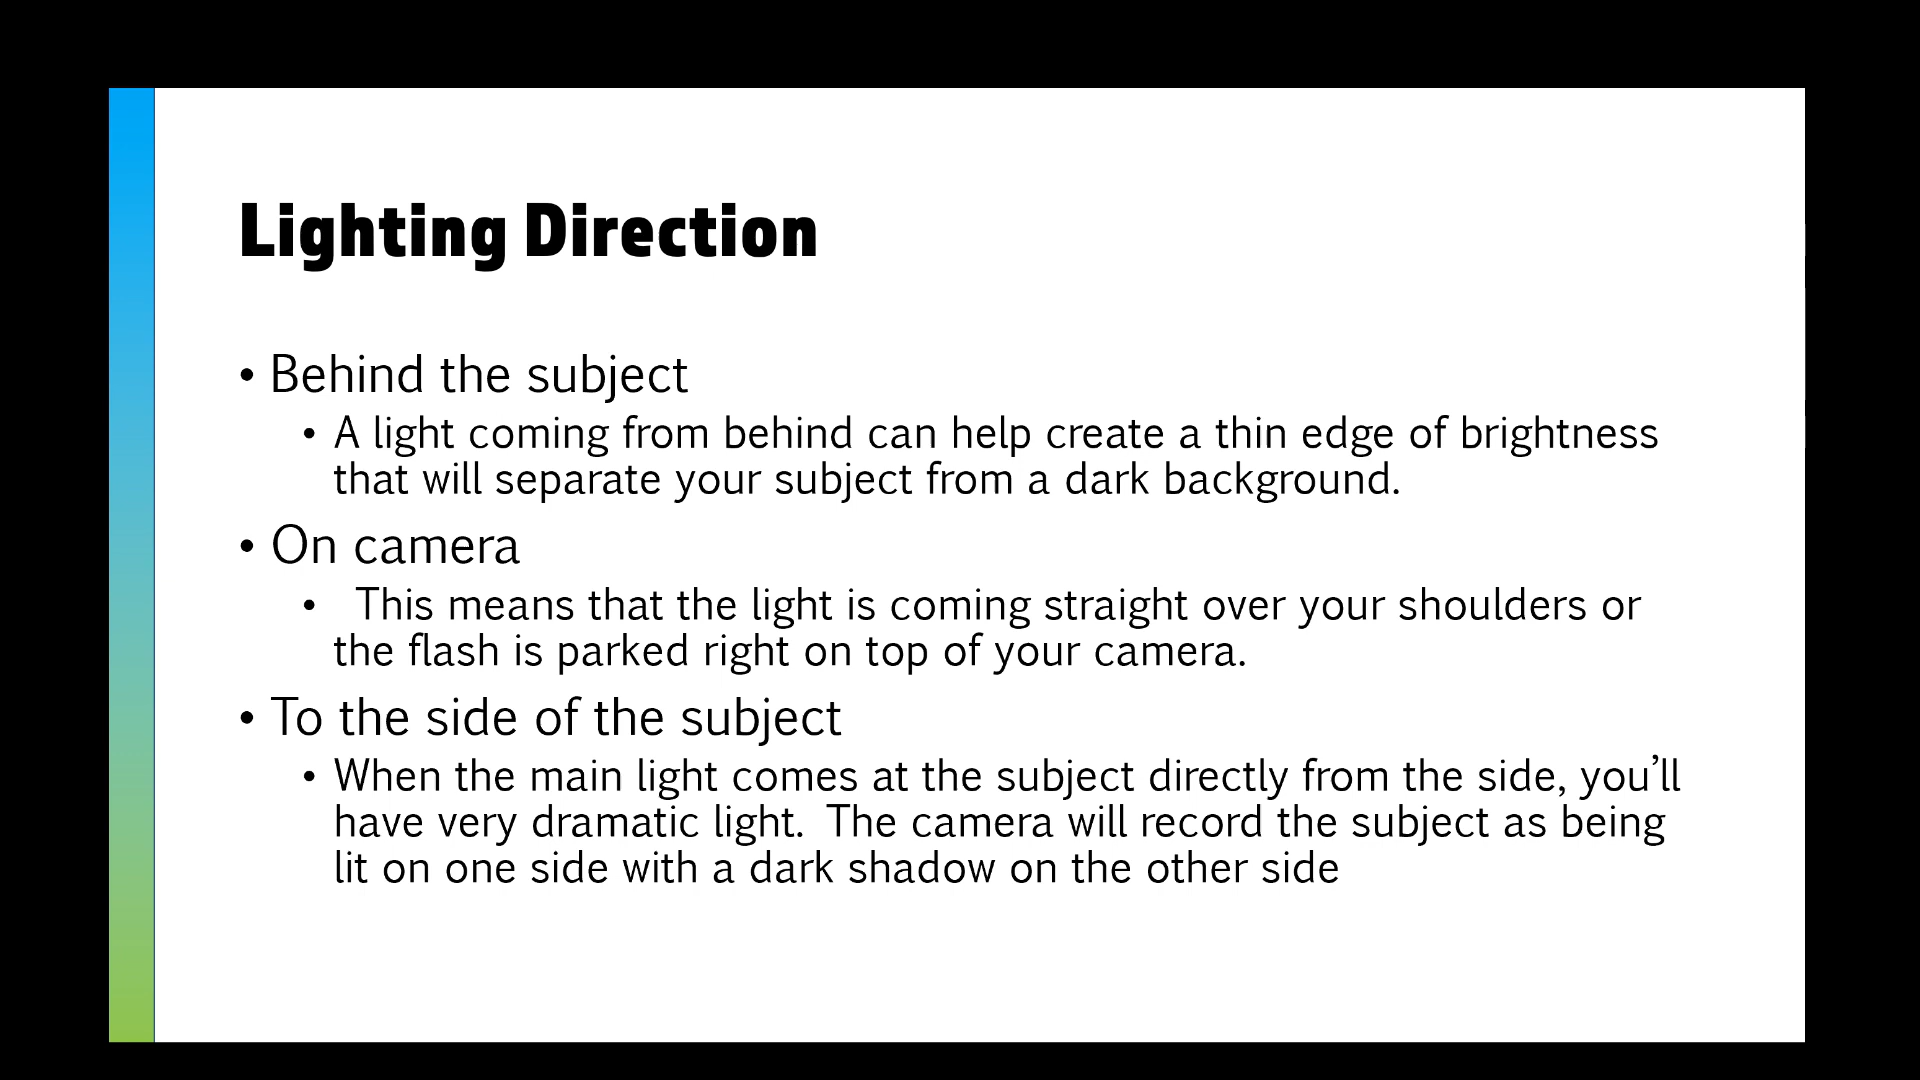 Lighting Direction
• Behind the subject
• A light coming from behind can help create a thin edge of brightness
that will separate your subject from a dark background.
• On camera
• This means that the light is coming straight over your shoulders or
the flash is parked right on top of your camera.
• To the side of the subject
• When the main light comes at the subject directly from the side, you’ll
have very dramatic light.  The camera will record the subject as being
lit on one side with a dark shadow on the other side